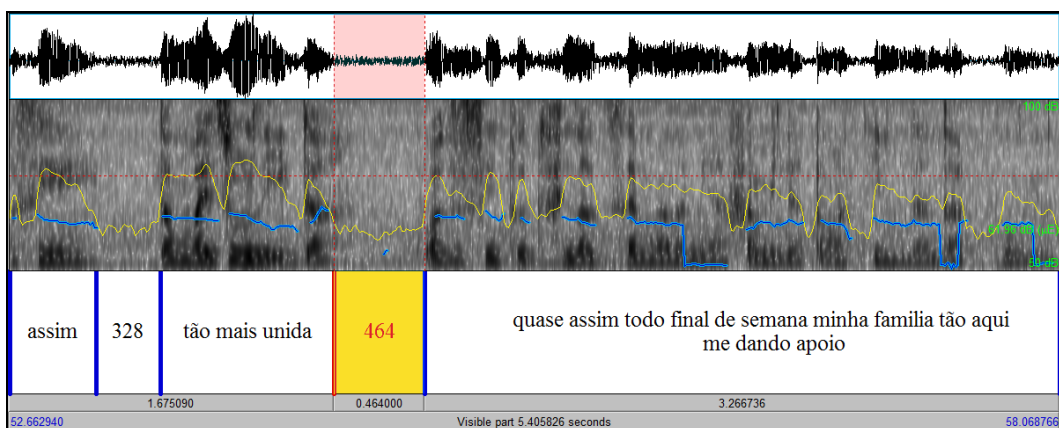 100 dB
50 dB
assim
328
tão mais unida
464
quase assim todo final de semana minha familia tão aqui
me dando apoio
1.675090
0.464000
3.266736
52.662940
Visible part 5.405826 seconds
58.068766